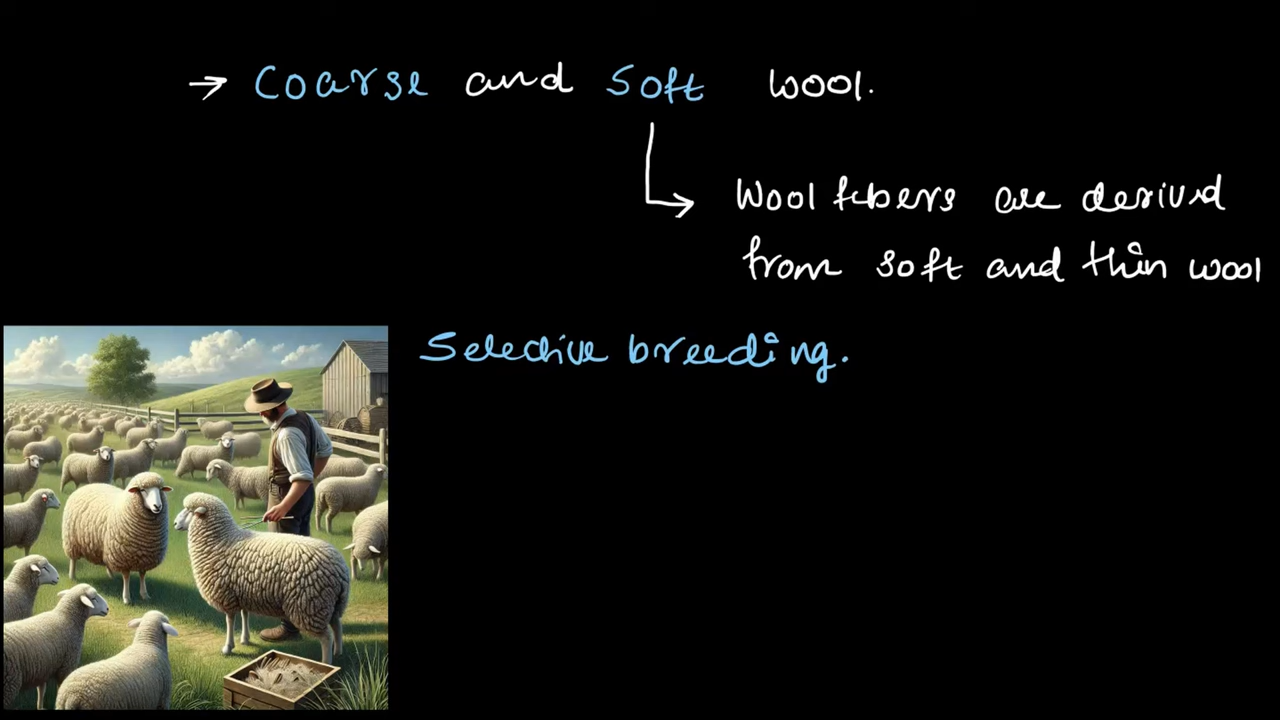 → Coarse and Soft wool.
Wool fibers are derived
from soft and thin wool
Selective breeding.